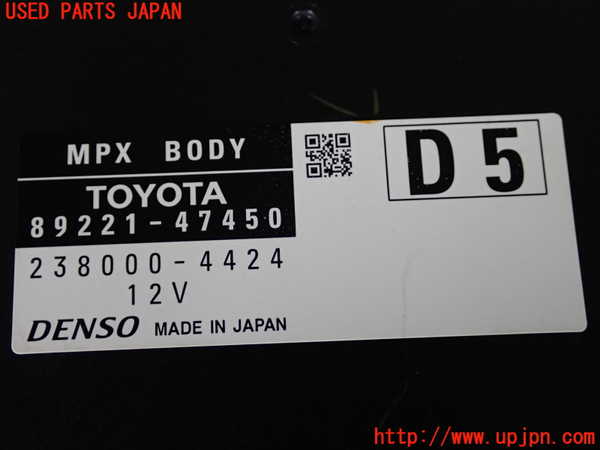 USED PARTS JAPAN
MPX BODY
TOYOTA
89221-47450
238000-4424
12V
DENSO MADE IN JAPAN
D5
http://www.upjpn.com/